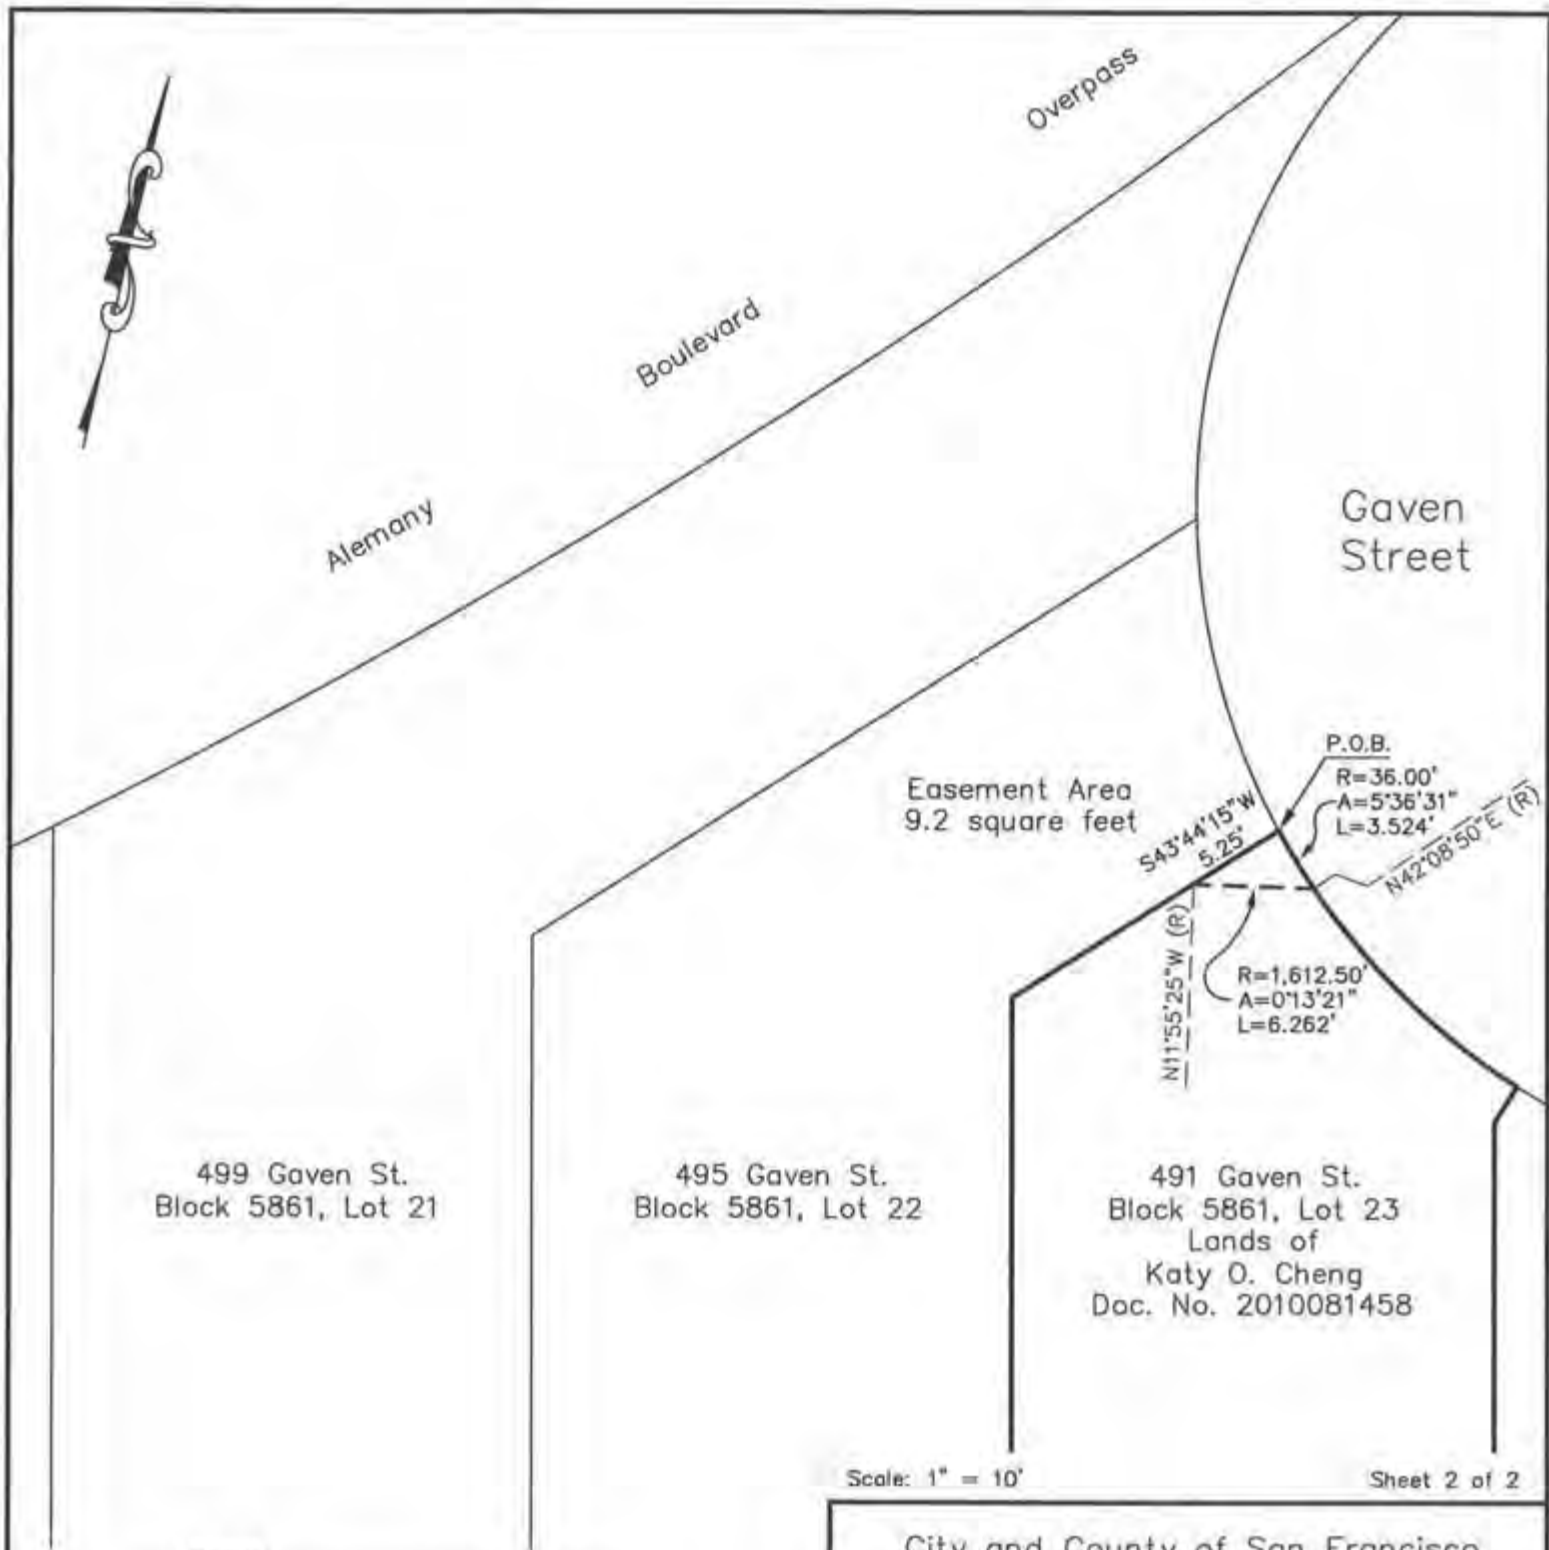 Overpass
Boulevard
Alemany
Gaven
Street
P.O.B.
R=36.00'
A=5°36'31"
L=3.524'
N42°08'50"E (R)
Easement Area
9.2 square feet
S43°44'15"W
5.25'
N11°55'25"W (R)
R=1,612.50'
A=0°13'21"
L=6.262'
499 Gaven St.
Block 5861, Lot 21
495 Gaven St.
Block 5861, Lot 22
491 Gaven St.
Block 5861, Lot 23
Lands of
Katy O. Cheng
Doc. No. 2010081458
Scale: 1" = 10'
Sheet 2 of 2
City and County of San Francisco